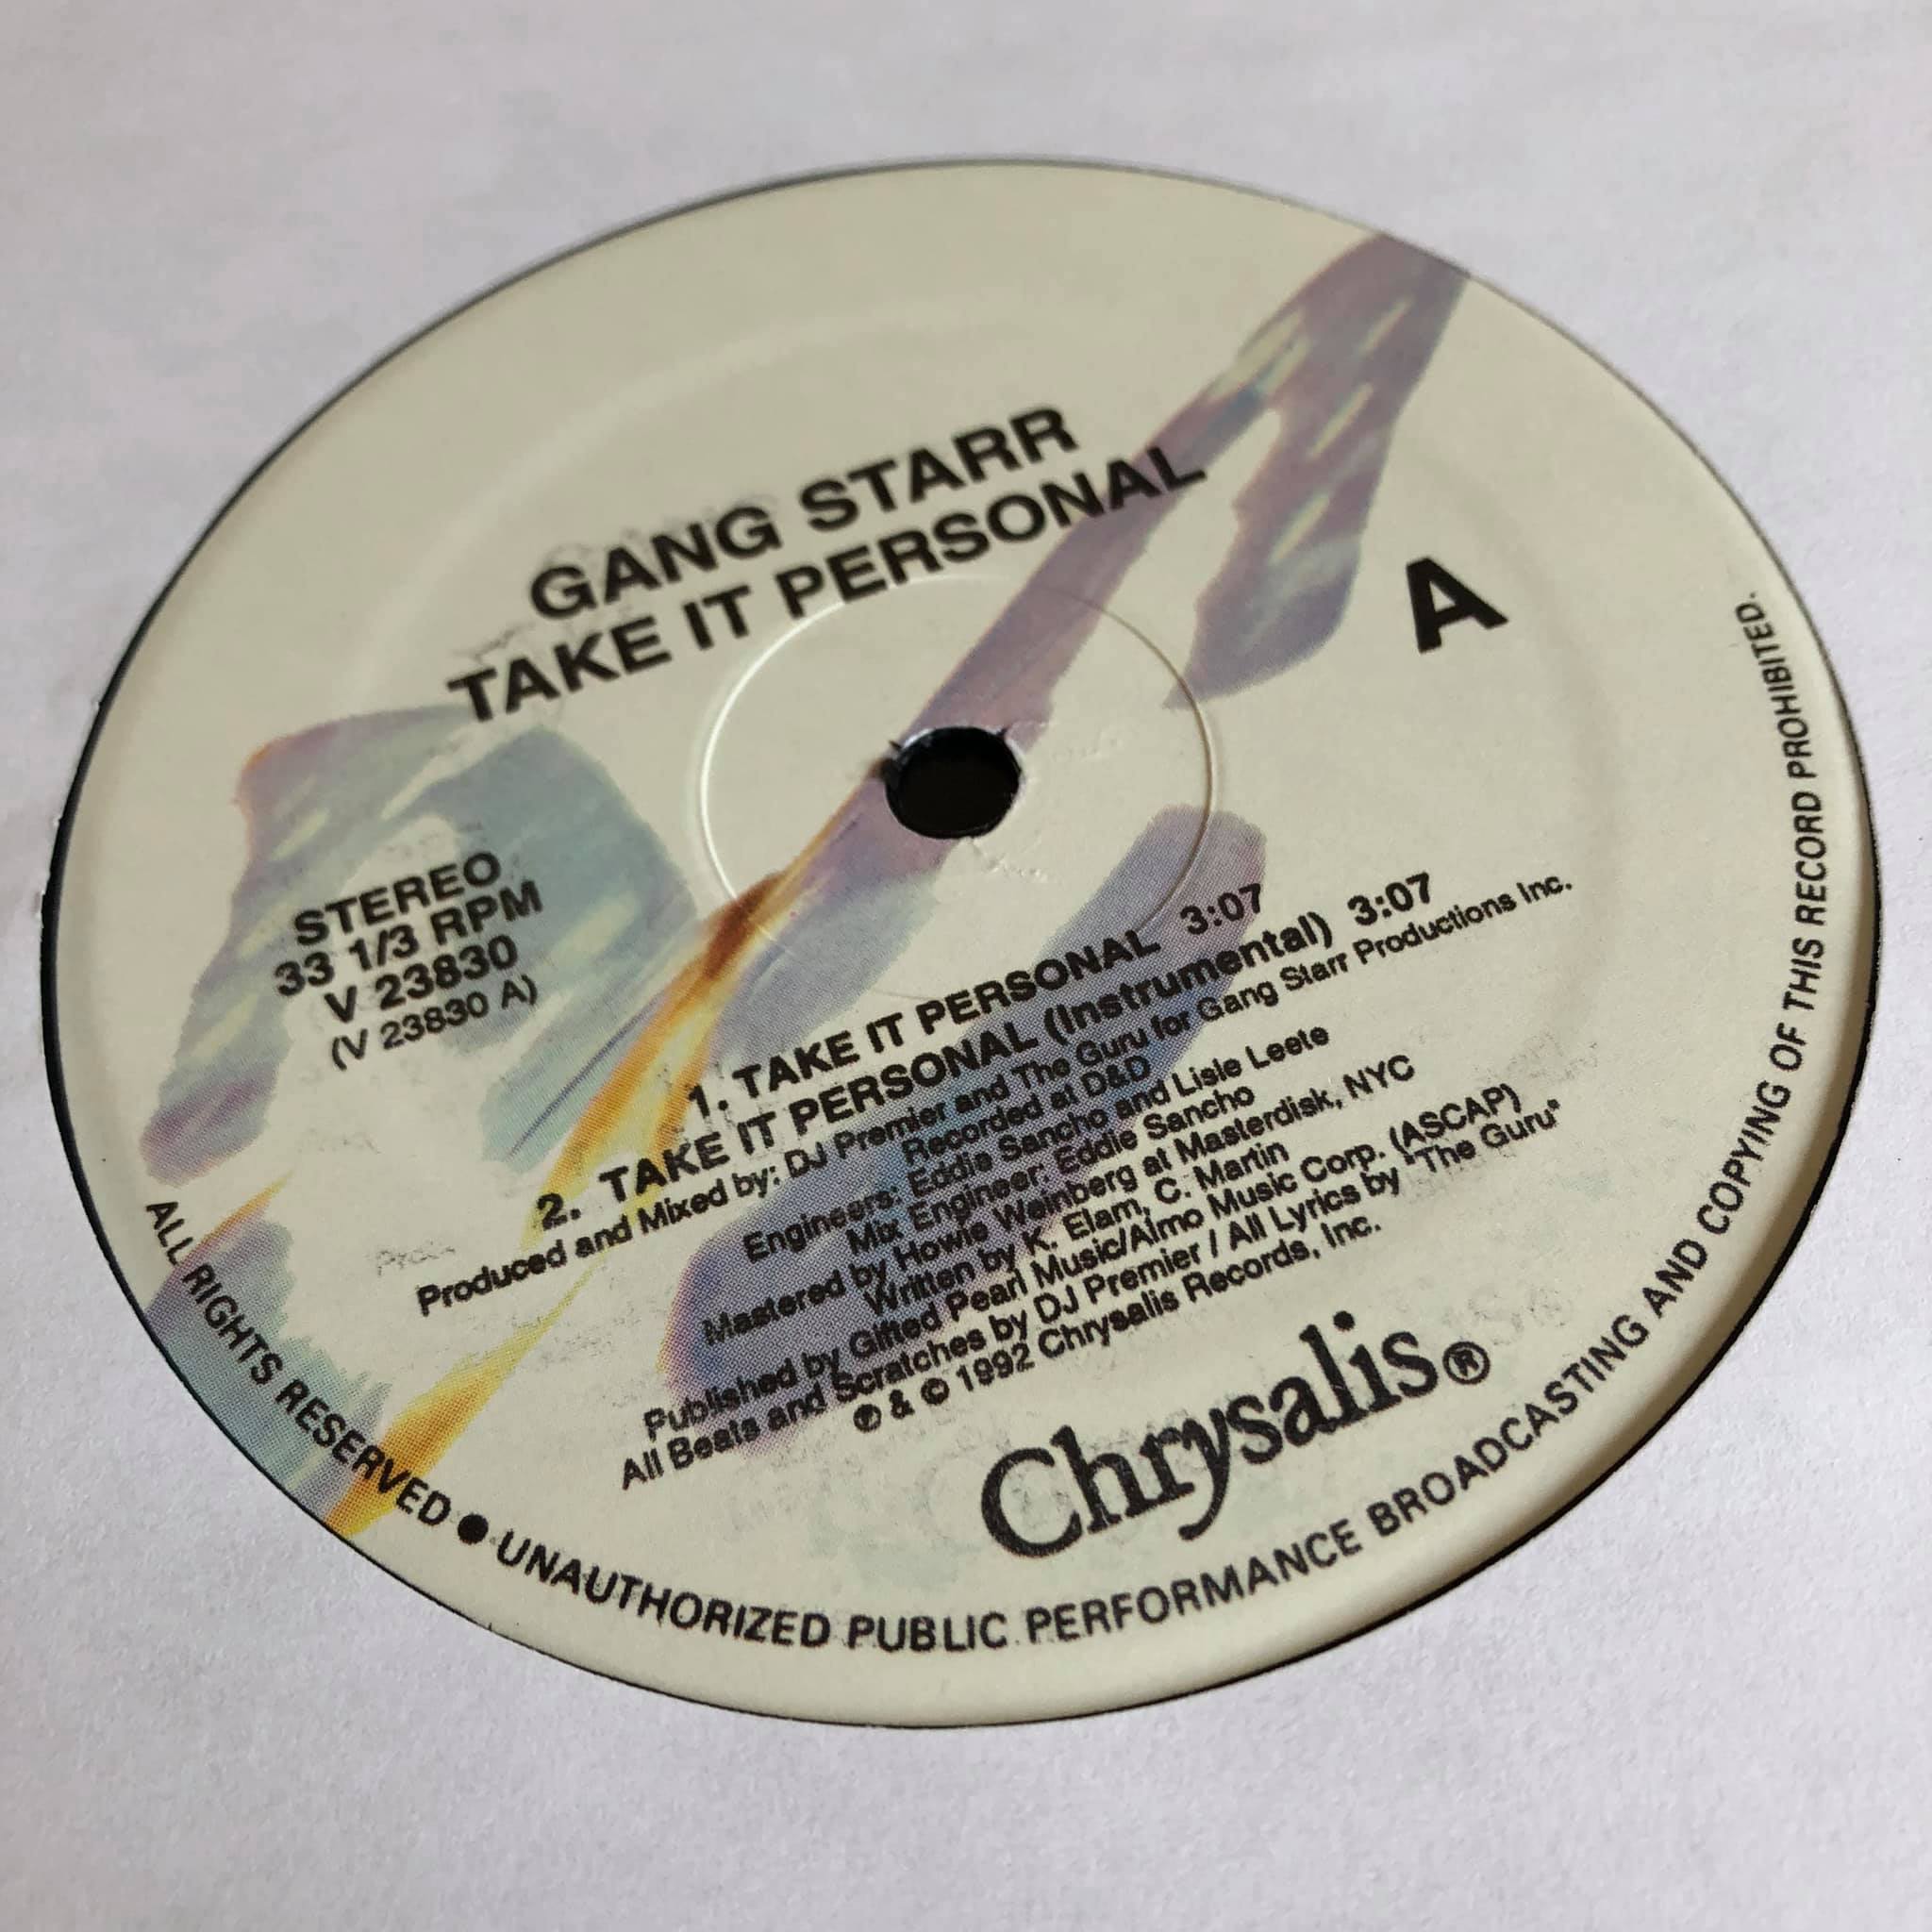 GANG STARR
TAKE IT PERSONAL
A
STEREO
33 1/3 RPM
V 23830
(V 23830 A)
1. TAKE IT PERSONAL 3:07
2. TAKE IT PERSONAL (Instrumental) 3:07
Produced and Mixed by: DJ Premier and The Guru for Gang Starr Productions Inc.
Recorded at D&D
Engineers: Eddie Sancho and Lisle Leete
Mix Engineer: Eddie Sancho
Mastered by Howie Weinberg at Masterdisk, NYC
Written by K. Elam, C. Martin
Published by Gifted Pearl Music/Almo Music Corp. (ASCAP)
All Beats and Scratches by DJ Premier / All Lyrics by "The Guru"
℗ & © 1992 Chrysalis Records, Inc.
Chrysalis®
ALL RIGHTS RESERVED ● UNAUTHORIZED PUBLIC PERFORMANCE BROADCASTING AND COPYING OF THIS RECORD PROHIBITED.